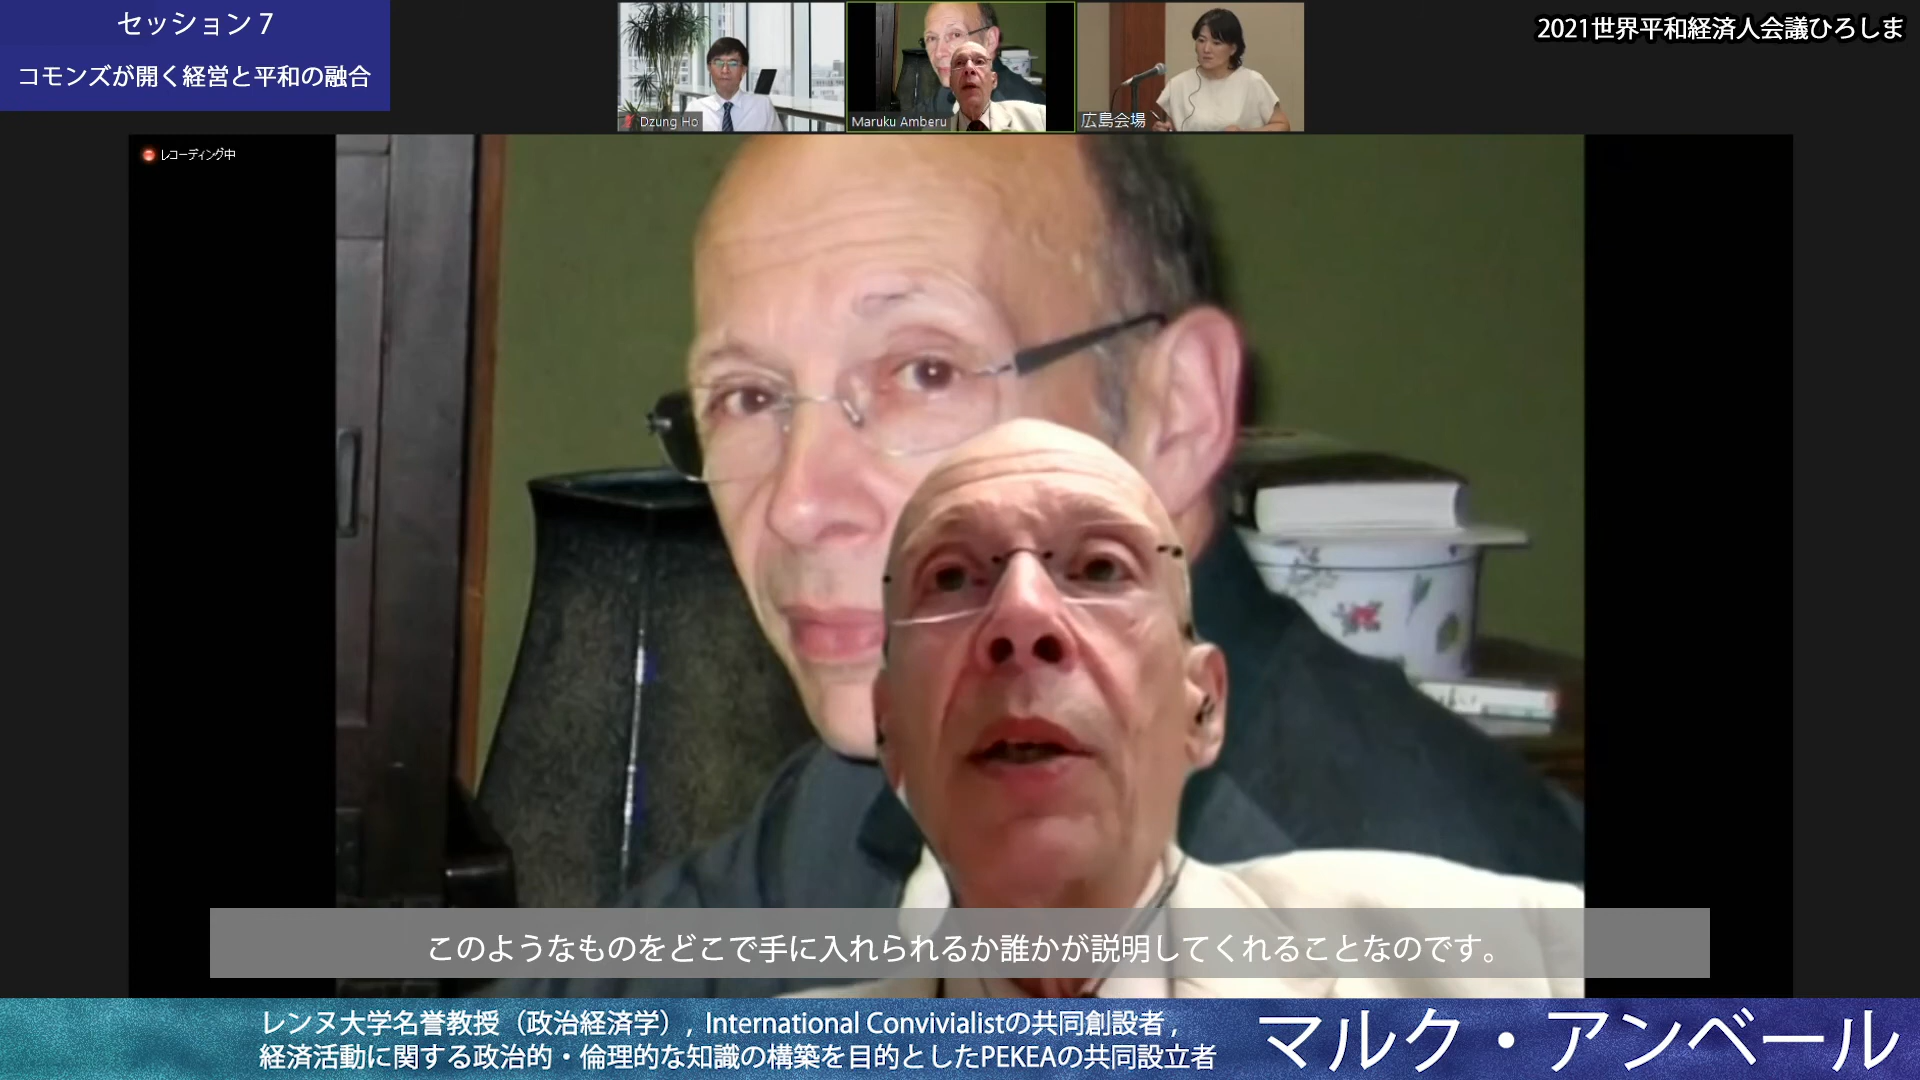 セッション７
コモンズが開く経営と平和の融合
2021世界平和経済人会議ひろしま
Dzung Ho
Maruku Amberu
広島会場
レコーディング中
このようなものをどこで手に入れられるか誰かが説明してくれることなのです。
レンヌ大学名誉教授（政治経済学）, International Convivialistの共同創設者 ,
経済活動に関する政治的・倫理的な知識の構築を目的としたPEKEAの共同設立者
マルク・アンベール